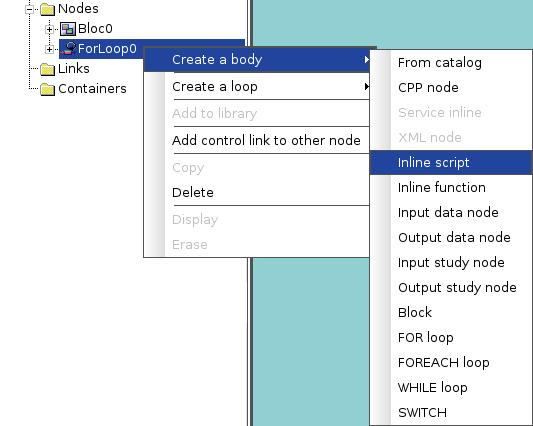 Nodes
Bloc0
ForLoop0
Links
Containers
Create a body
Create a loop
Add to library
Add control link to other node
Copy
Delete
Display
Erase
From catalog
CPP node
Service inline
XML node
Inline script
Inline function
Input data node
Output data node
Input study node
Output study node
Block
FOR loop
FOREACH loop
WHILE loop
SWITCH